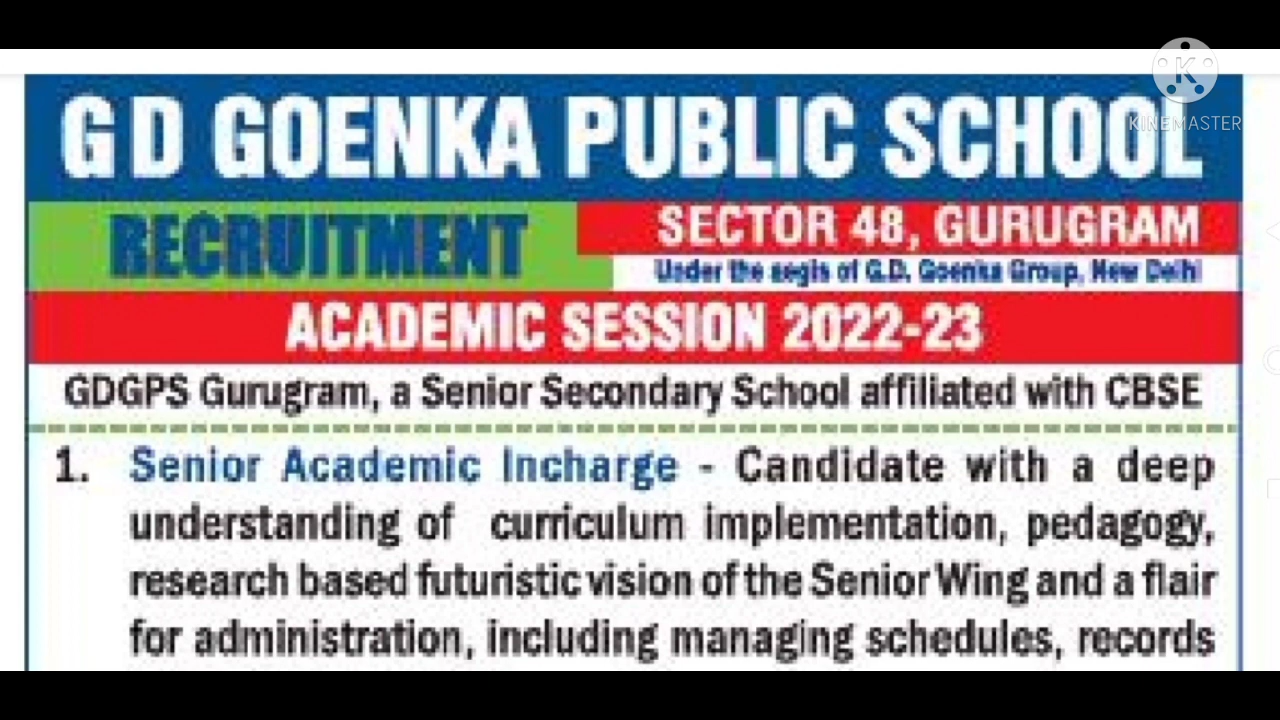 G D GOENKA PUBLIC SCHOOL
K
KINEMASTER
RECRUITMENT
SECTOR 48, GURUGRAM
Under the aegis of G.D. Goenka Group, New Delhi
ACADEMIC SESSION 2022-23
GDGPS Gurugram, a Senior Secondary School affiliated with CBSE
1. Senior Academic Incharge - Candidate with a deep
understanding of curriculum implementation, pedagogy,
research based futuristic vision of the Senior Wing and a flair
for administration, including managing schedules, records